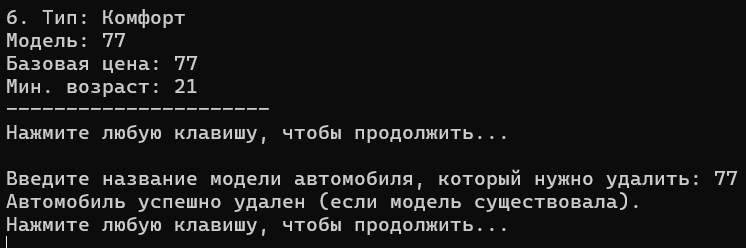 6. Тип: Комфорт
Модель: 77
Базовая цена: 77
Мин. возраст: 21
----------------------
Нажмите любую клавишу, чтобы продолжить...
Введите название модели автомобиля, который нужно удалить: 77
Автомобиль успешно удален (если модель существовала).
Нажмите любую клавишу, чтобы продолжить...